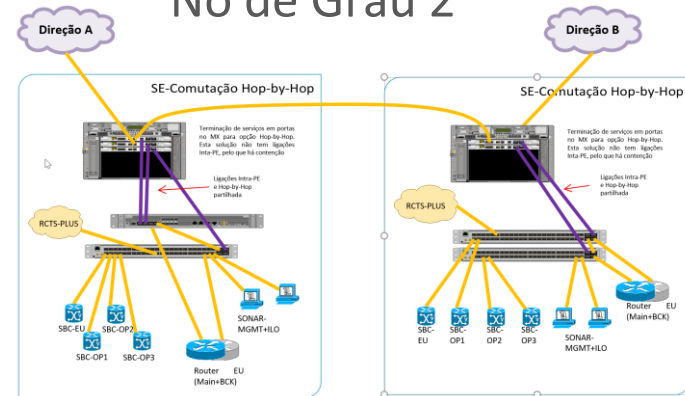 Nó de Grau 2
Direção A
Direção B
SE-Comutação Hop-by-Hop
Terminação de serviços em portas
no MX para opção Hop-by-Hop.
Esta solução não tem ligações
Inta-PE, pelo que há contenção
Ligações Intra-PE
e Hop-by-Hop
partilhada
RCTS-PLUS
SBC-EU
SBC-OP2
SBC-OP1
SBC-OP3
SONAR-
MGMT+ILO
Router EU
(Main+BCK)
SE-Comutação Hop-by-Hop
Terminação de serviços em portas
no MX para opção Hop-by-Hop.
Esta solução não tem ligações
Inta-PE, pelo que há contenção
Ligações Intra-PE
e Hop-by-Hop
partilhada
RCTS-PLUS
SBC-
EU
SBC-
OP1
SBC-
OP2
SBC-
OP3
SONAR-
MGMT+ILO
Router EU
(Main+BCK)